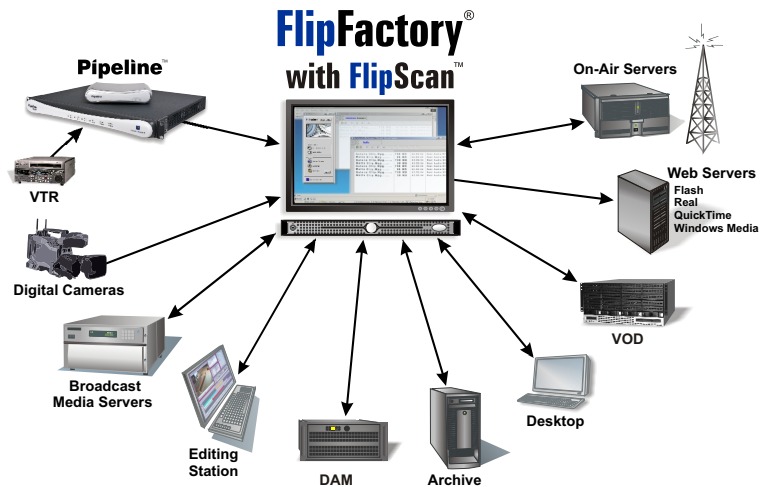 FlipFactory®
with FlipScan™
Pipeline™
VTR
Digital Cameras
Broadcast
Media Servers
Editing
Station
DAM
Archive
Desktop
VOD
On-Air Servers
Web Servers
Flash
Real
QuickTime
Windows Media